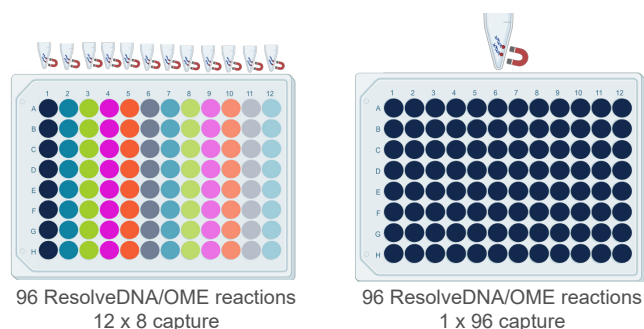 1 2 3 4 5 6 7 8 9 10 11 12
A
B
C
D
E
F
G
H
96 ResolveDNA/OME reactions
12 x 8 capture
1 2 3 4 5 6 7 8 9 10 11 12
A
B
C
D
E
F
G
H
96 ResolveDNA/OME reactions
1 x 96 capture